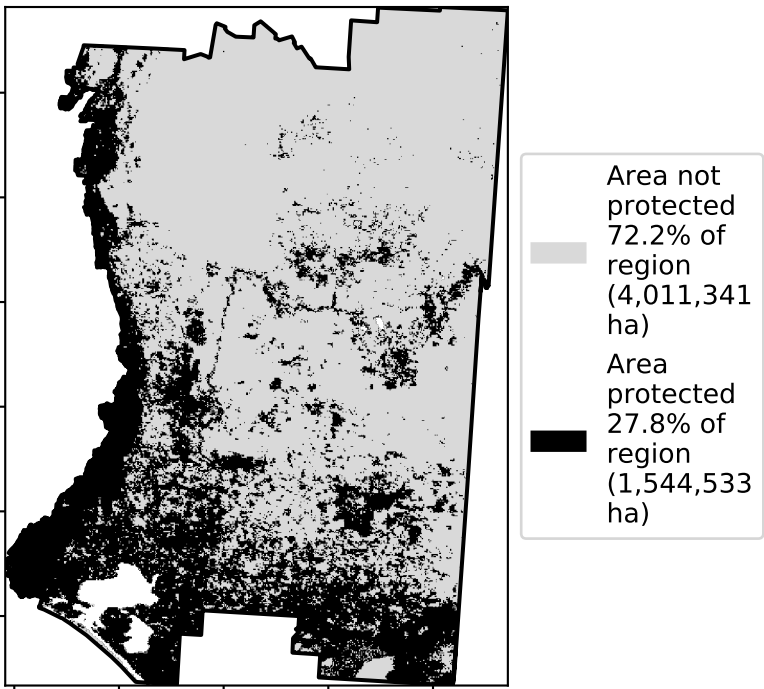 Area not
protected
72.2% of
region
(4,011,341
ha)
Area
protected
27.8% of
region
(1,544,533
ha)